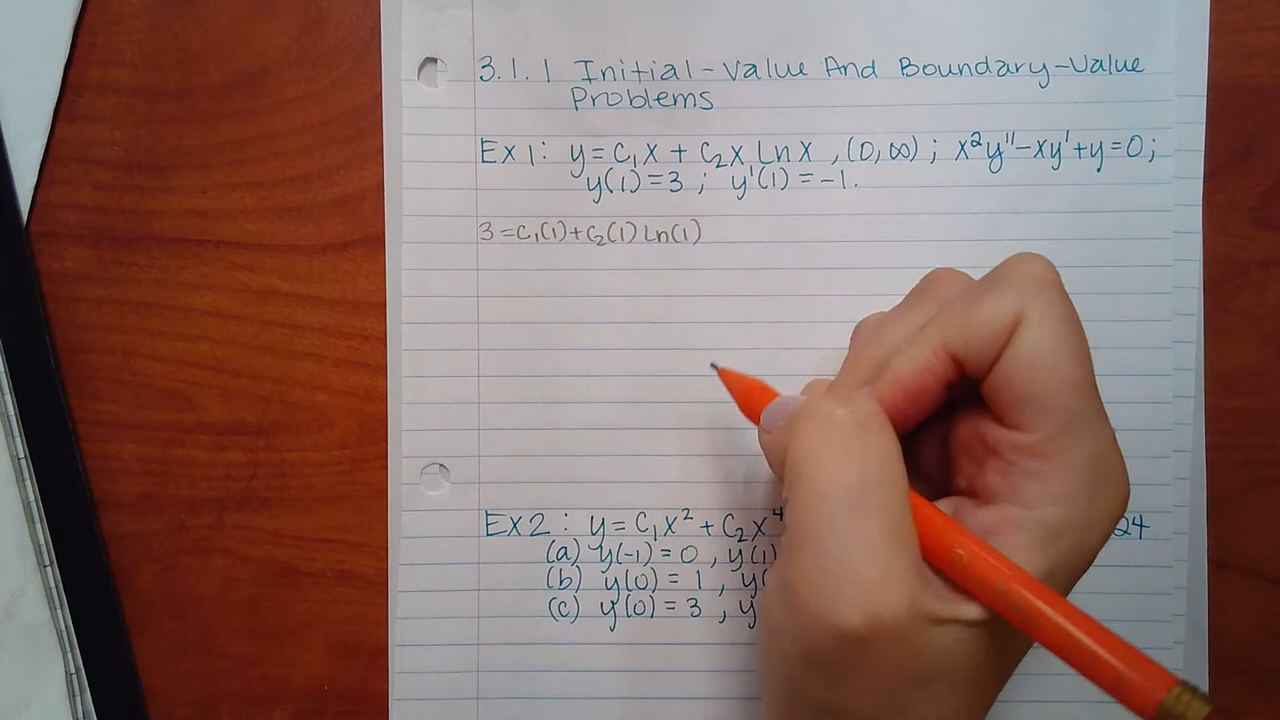 3.1.1 Initial-Value And Boundary-Value
Problems
Ex 1: y=C₁x + C₂x Ln x , (0,∞) ; x²y''-xy'+y=0;
y(1)=3 ; y'(1) = -1.
3=C₁(1)+C₂(1)Ln(1)
Ex 2 : y = C₁x² + C₂x⁴ 24
(a) y(-1) = 0 , y(1)
(b) y(0) = 1 , y(
(c) y(0) = 3 , y